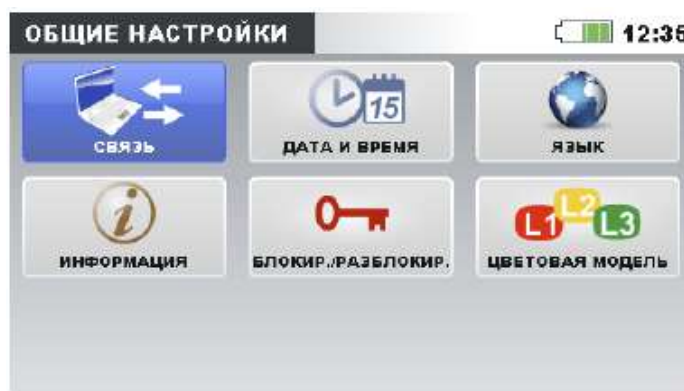 ОБЩИЕ НАСТРОЙКИ 12:35
СВЯЗЬ ДАТА И ВРЕМЯ ЯЗЫК
15
ИНФОРМАЦИЯ БЛОКИР./РАЗБЛОКИР. ЦВЕТОВАЯ МОДЕЛЬ
i L1 L2 L3